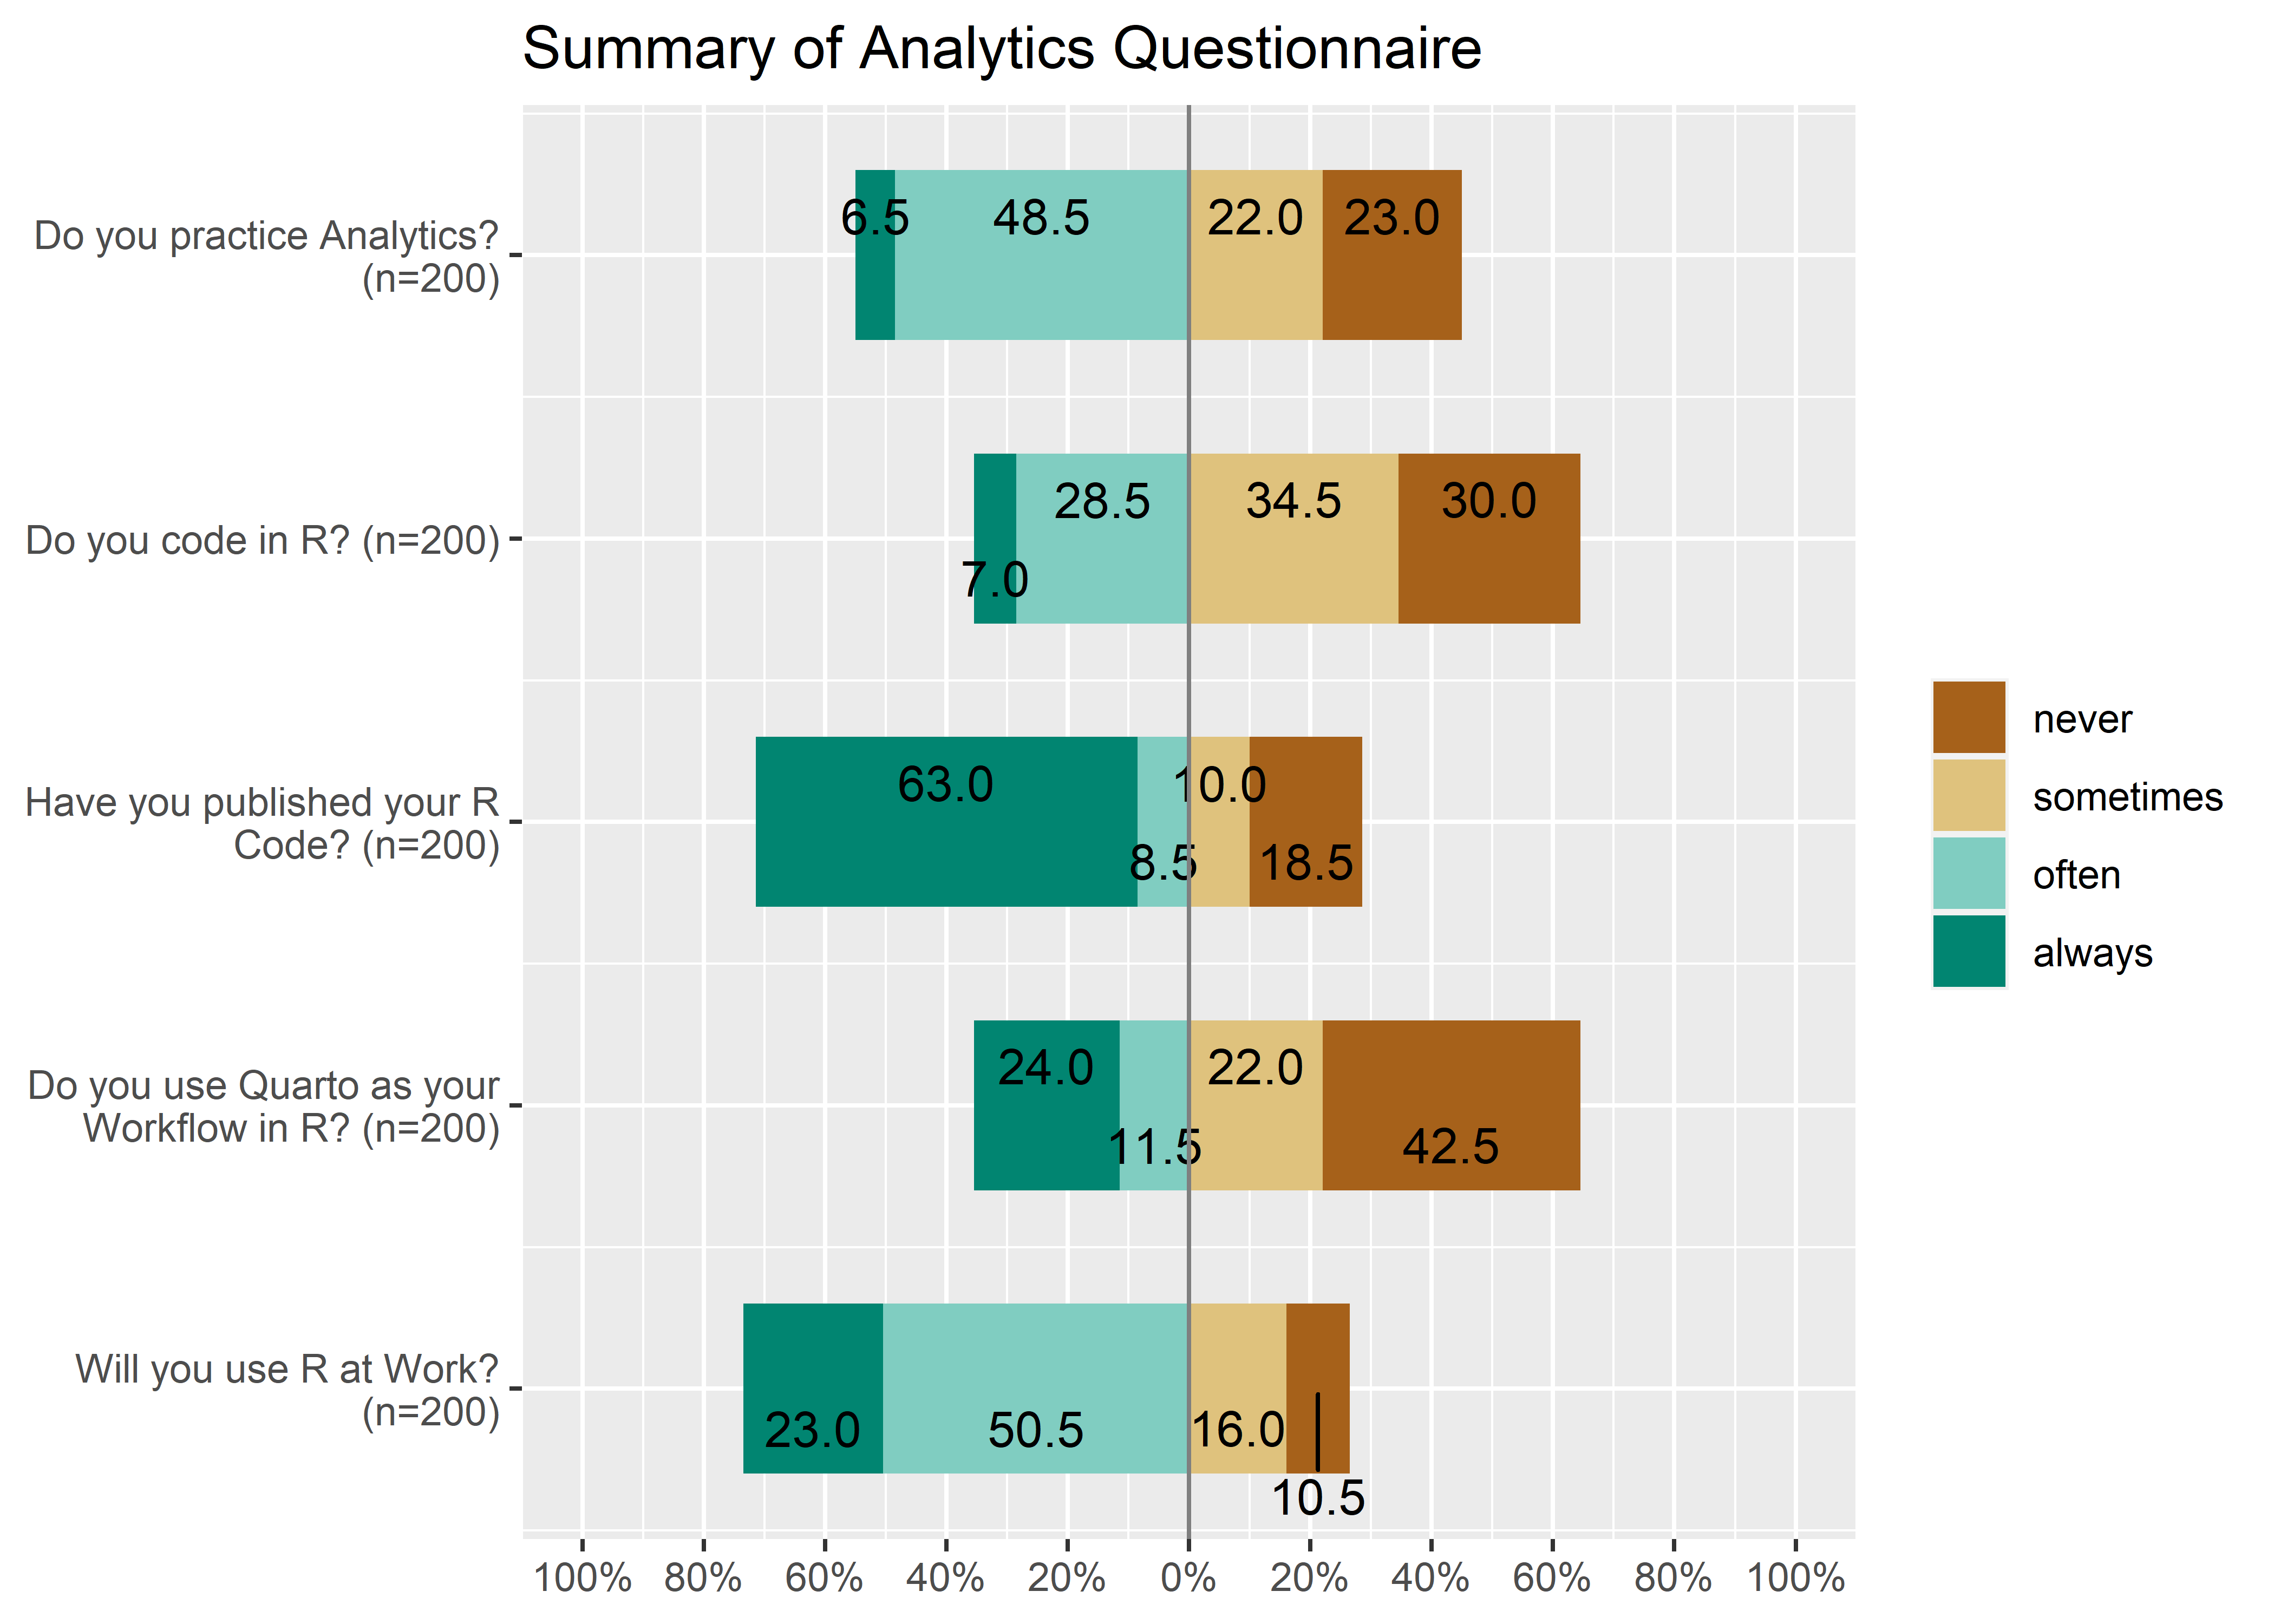 Summary of Analytics Questionnaire
Do you practice Analytics?
(n=200)
6.5 48.5 22.0 23.0
Do you code in R? (n=200)
28.5 34.5 30.0
7.0
Have you published your R
Code? (n=200)
63.0 10.0
8.5 18.5
Do you use Quarto as your
Workflow in R? (n=200)
24.0 22.0
11.5 42.5
Will you use R at Work?
(n=200)
23.0 50.5 16.0
10.5
100% 80% 60% 40% 20% 0% 20% 40% 60% 80% 100%
never
sometimes
often
always